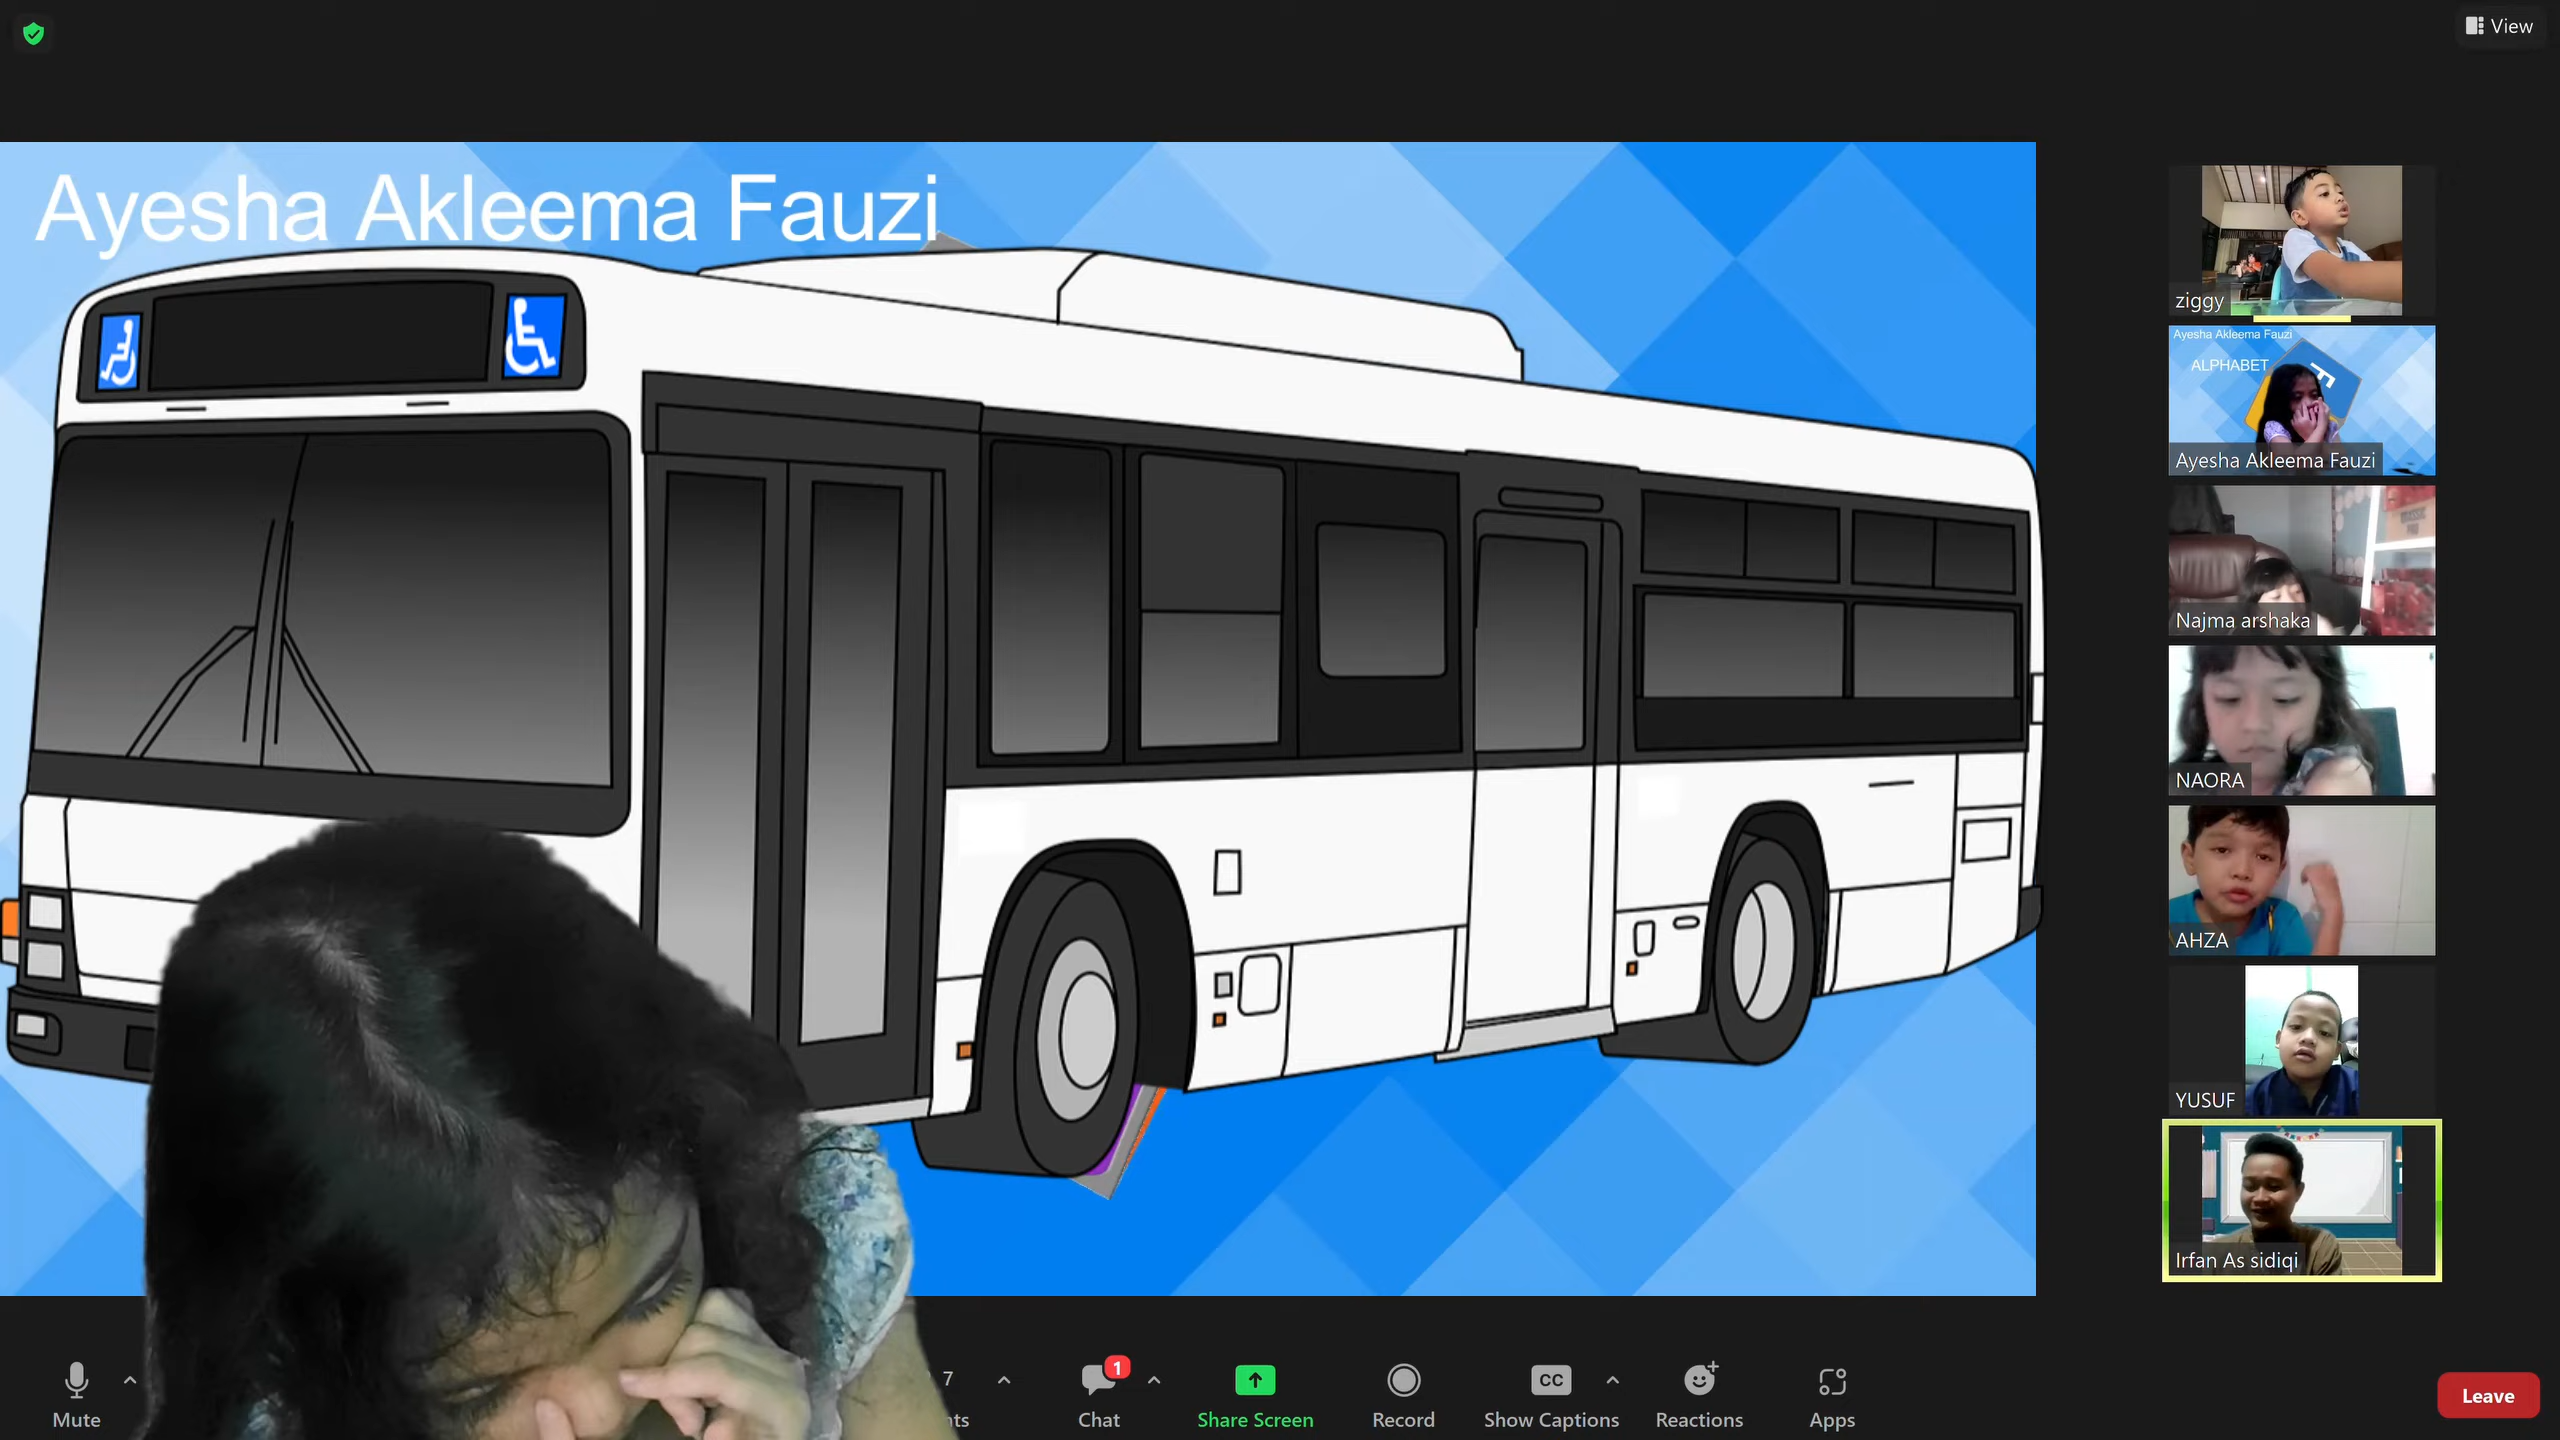 View
Ayesha Akleema Fauzi
ziggy
Ayesha Akleema Fauzi
ALPHABET
F
Ayesha Akleema Fauzi
Najma arshaka
NAORA
AHZA
YUSUF
Irfan As sidiqi
Mute
7
nts
1
Chat
Share Screen
Record
CC
Show Captions
Reactions
Apps
Leave